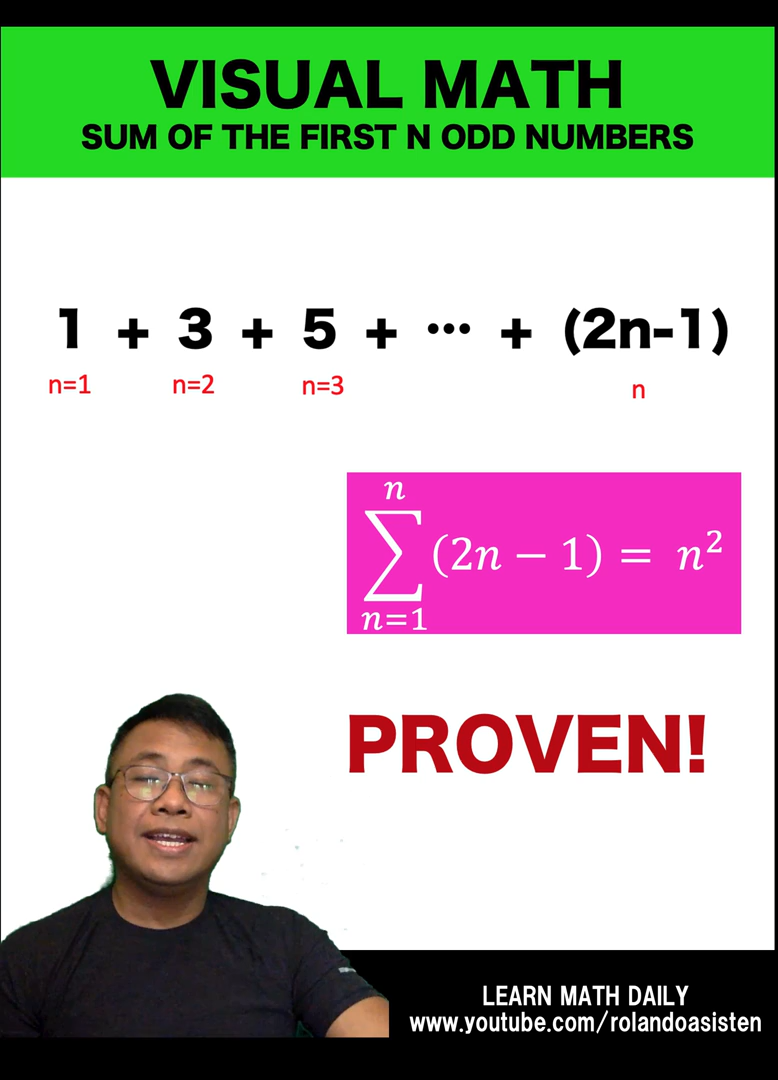 VISUAL MATH
SUM OF THE FIRST N ODD NUMBERS
1 + 3 + 5 + ··· + (2n-1)
n=1 n=2 n=3 n
n
∑ (2n − 1) = n²
n=1
PROVEN!
LEARN MATH DAILY
www.youtube.com/rolandoasisten